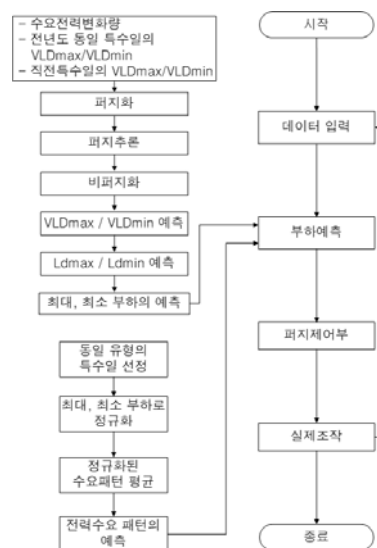 – 수요전력변화량
– 전년도 동일 특수일의
VLDmax/VLDmin
– 직전특수일의 VLDmax/VLDmin
퍼지화
퍼지추론
비퍼지화
VLDmax / VLDmin 예측
Ldmax / Ldmin 예측
최대, 최소 부하의 예측
동일 유형의
특수일 선정
최대, 최소 부하로
정규화
정규화된
수요패턴 평균
전력수요 패턴의
예측
시작
데이터 입력
부하예측
퍼지제어부
실제조작
종료